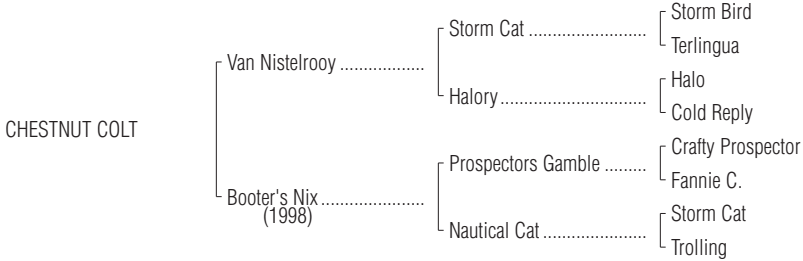 Storm Bird
Storm Cat ..........................
Terlingua
Van Nistelrooy ..................
Halo
Halory................................
Cold Reply
CHESTNUT COLT
Crafty Prospector
Prospectors Gamble .........
Fannie C.
Booter's Nix.......................
(1998)
Storm Cat
Nautical Cat.......................
Trolling